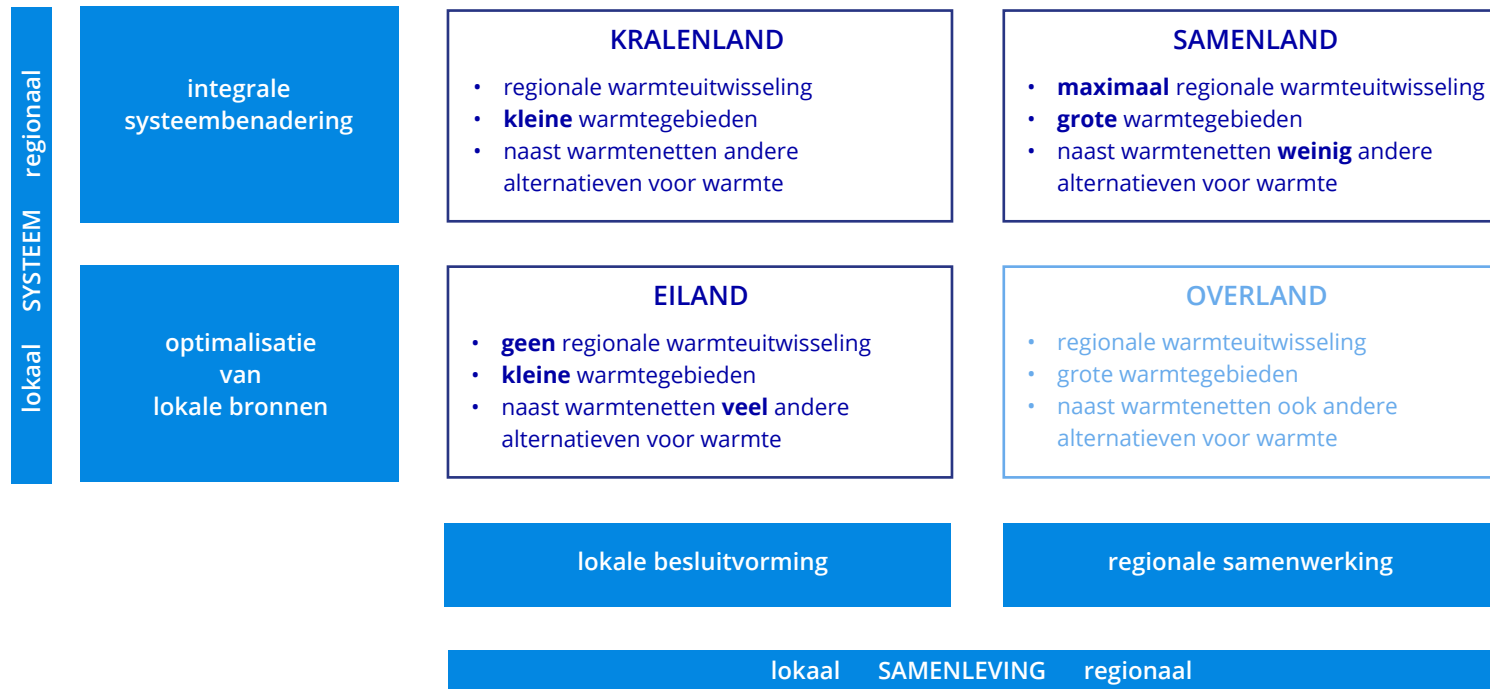 lokaal SYSTEEM regionaal
integrale
systeembenadering
KRALENLAND
• regionale warmteuitwisseling
• kleine warmtegebieden
• naast warmtenetten andere
alternatieven voor warmte
SAMENLAND
• maximaal regionale warmteuitwisseling
• grote warmtegebieden
• naast warmtenetten weinig andere
alternatieven voor warmte
optimalisatie
van
lokale bronnen
EILAND
• geen regionale warmteuitwisseling
• kleine warmtegebieden
• naast warmtenetten veel andere
alternatieven voor warmte
OVERLAND
• regionale warmteuitwisseling
• grote warmtegebieden
• naast warmtenetten ook andere
alternatieven voor warmte
lokale besluitvorming
regionale samenwerking
lokaal SAMENLEVING regionaal